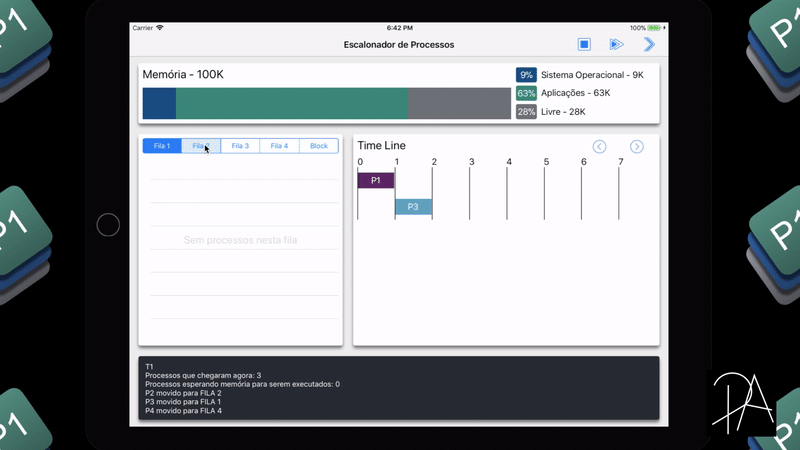 Carrier
6:42 PM
100%
Escalonador de Processos
Memória - 100K
9% Sistema Operacional - 9K
63% Aplicações - 63K
28% Livre - 28K
Fila 1 Fila 2 Fila 3 Fila 4 Block
Sem processos nesta fila
Time Line
0 1 2 3 4 5 6 7
P1
P3
T1
Processos que chegaram agora: 3
Processos esperando memória para serem executados: 0
P2 movido para FILA 2
P3 movido para FILA 1
P4 movido para FILA 4
P1
P1
P1
P1
P1
P1
PA